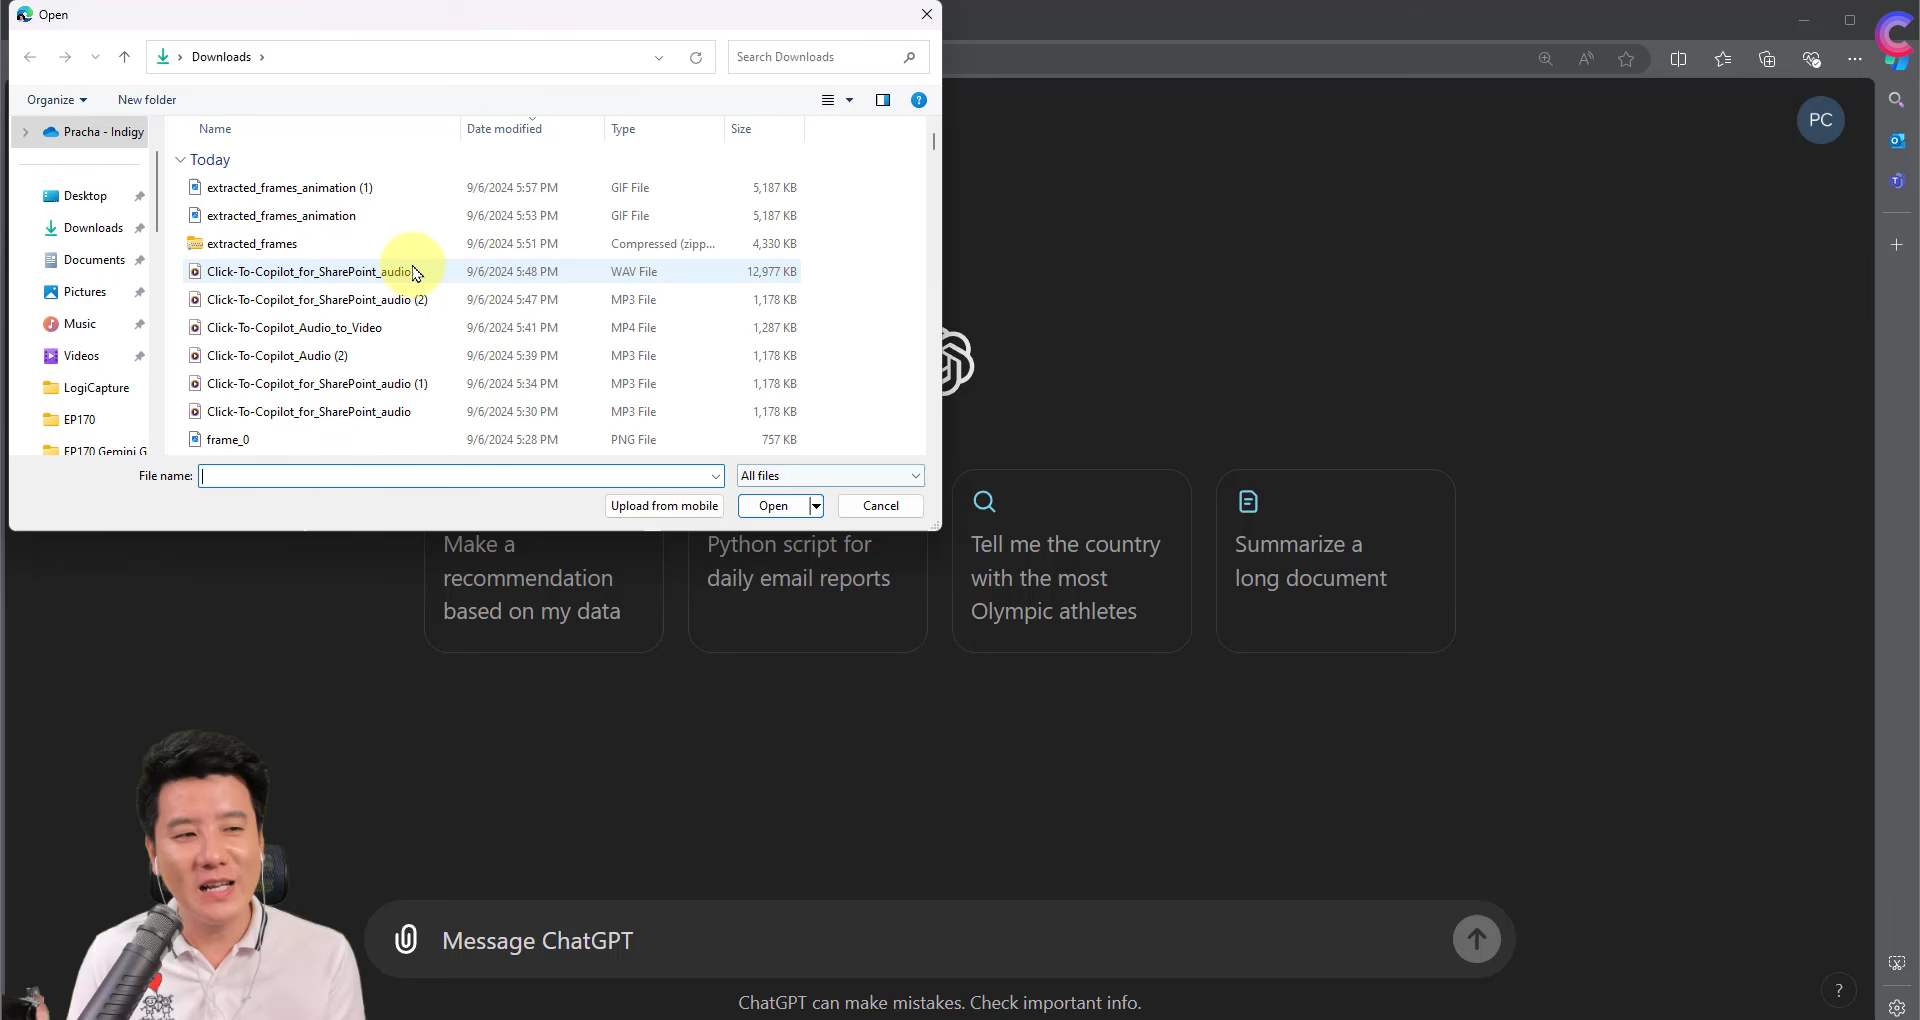 Open
Downloads
Search Downloads
Organize
New folder
Pracha - Indigy
Desktop
Downloads
Documents
Pictures
Music
Videos
LogiCapture
EP170
EP170 Gemini G
Name Date modified Type Size
Today
extracted_frames_animation (1) 9/6/2024 5:57 PM GIF File 5,187 KB
extracted_frames_animation 9/6/2024 5:53 PM GIF File 5,187 KB
extracted_frames 9/6/2024 5:51 PM Compressed (zipp... 4,330 KB
Click-To-Copilot_for_SharePoint_audio 9/6/2024 5:48 PM WAV File 12,977 KB
Click-To-Copilot_for_SharePoint_audio (2) 9/6/2024 5:47 PM MP3 File 1,178 KB
Click-To-Copilot_Audio_to_Video 9/6/2024 5:41 PM MP4 File 1,287 KB
Click-To-Copilot_Audio (2) 9/6/2024 5:39 PM MP3 File 1,178 KB
Click-To-Copilot_for_SharePoint_audio (1) 9/6/2024 5:34 PM MP3 File 1,178 KB
Click-To-Copilot_for_SharePoint_audio 9/6/2024 5:30 PM MP3 File 1,178 KB
frame_0 9/6/2024 5:28 PM PNG File 757 KB
File name:
All files
Upload from mobile
Open
Cancel
PC
Make a
recommendation
based on my data
Python script for
daily email reports
Tell me the country
with the most
Olympic athletes
Summarize a
long document
Message ChatGPT
ChatGPT can make mistakes. Check important info.
?